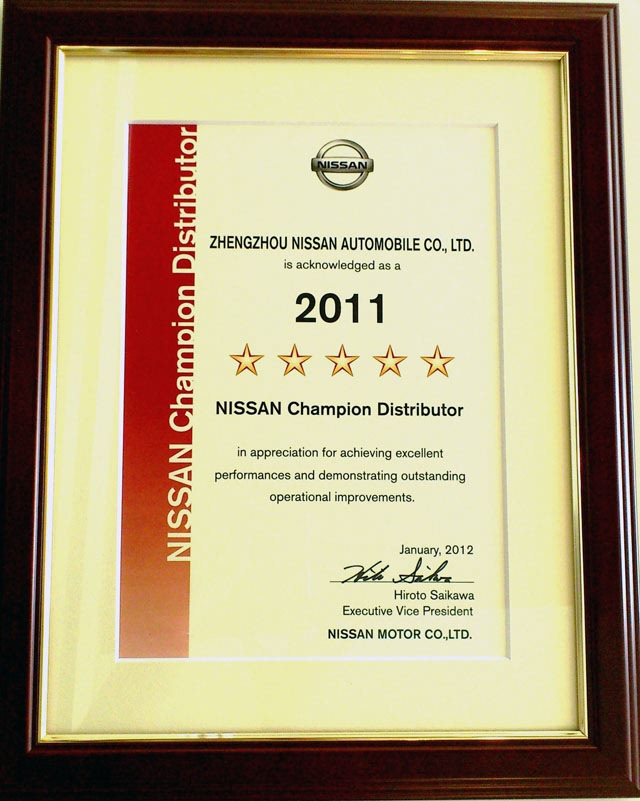 NISSAN Champion Distributor
NISSAN
ZHENGZHOU NISSAN AUTOMOBILE CO., LTD.
is acknowledged as a
2011
NISSAN Champion Distributor
in appreciation for achieving excellent
performances and demonstrating outstanding
operational improvements.
January, 2012
Hiroto Saikawa
Executive Vice President
NISSAN MOTOR CO.,LTD.